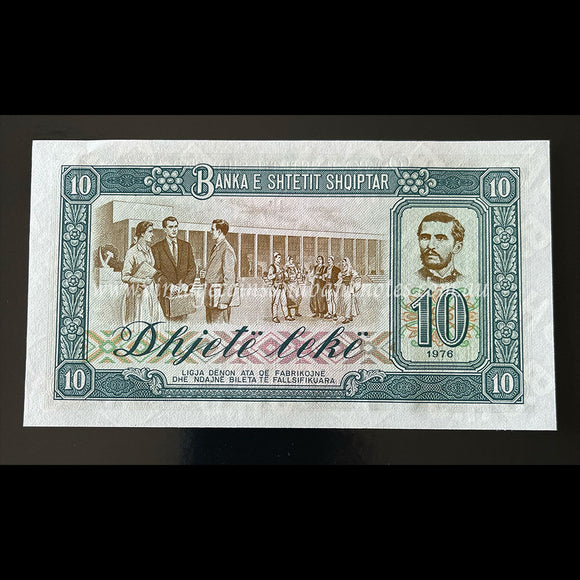 10 BANKA E SHTETIT SHQIPTAR 10
Dhjetë lekë
10
1976
LIGJA DËNON ATA QË FABRIKOJNË
DHE NDAJNË BILETA TË FALLSIFIKUARA.
10 10